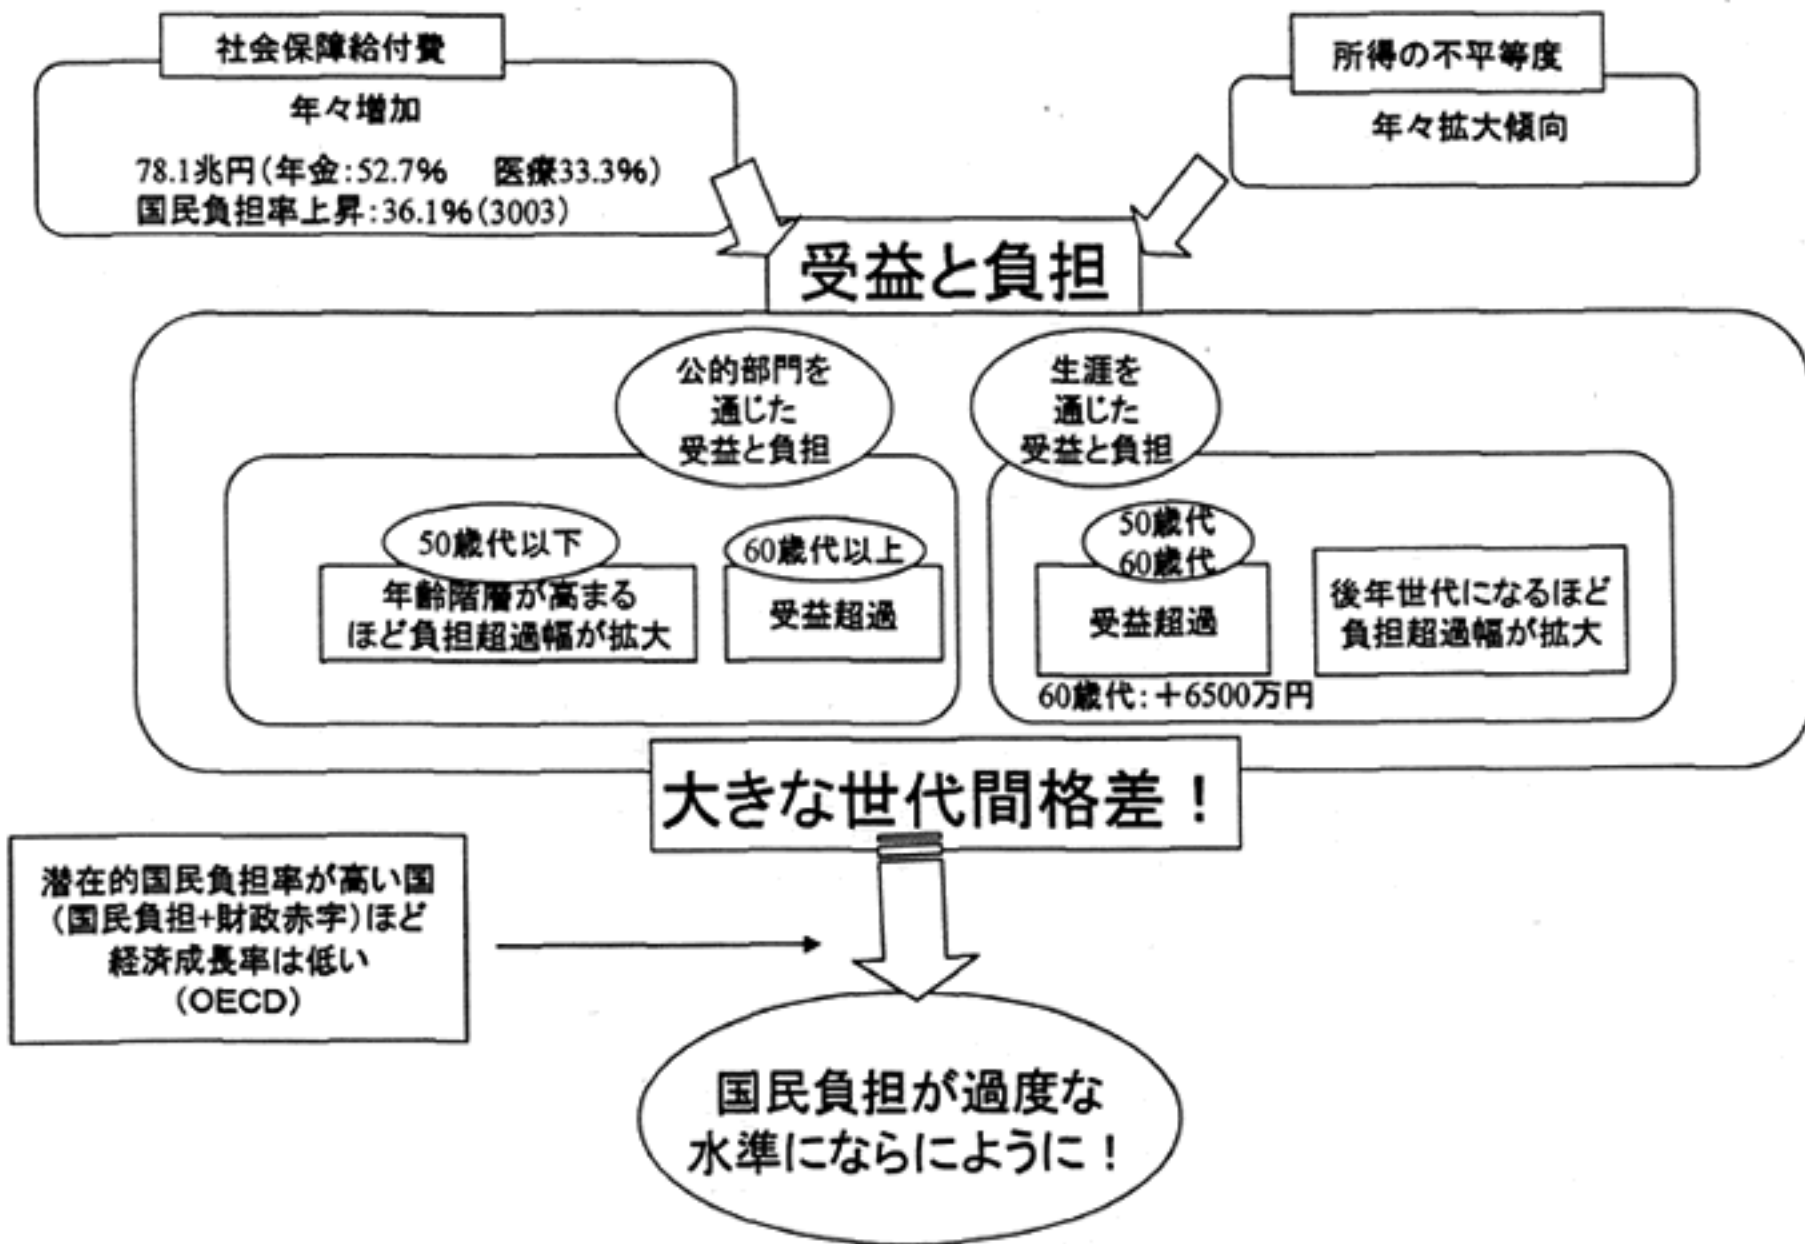 社会保障給付費
年々増加
78.1兆円(年金:52.7% 医療33.3%)
国民負担率上昇:36.1%(3003)
所得の不平等度
年々拡大傾向
受益と負担
公的部門を
通じた
受益と負担
生涯を
通じた
受益と負担
50歳代以下
年齢階層が高まる
ほど負担超過幅が拡大
60歳代以上
受益超過
50歳代
60歳代
受益超過
60歳代:+6500万円
後年世代になるほど
負担超過幅が拡大
大きな世代間格差!
潜在的国民負担率が高い国
(国民負担+財政赤字)ほど
経済成長率は低い
(OECD)
国民負担が過度な
水準にならにように!